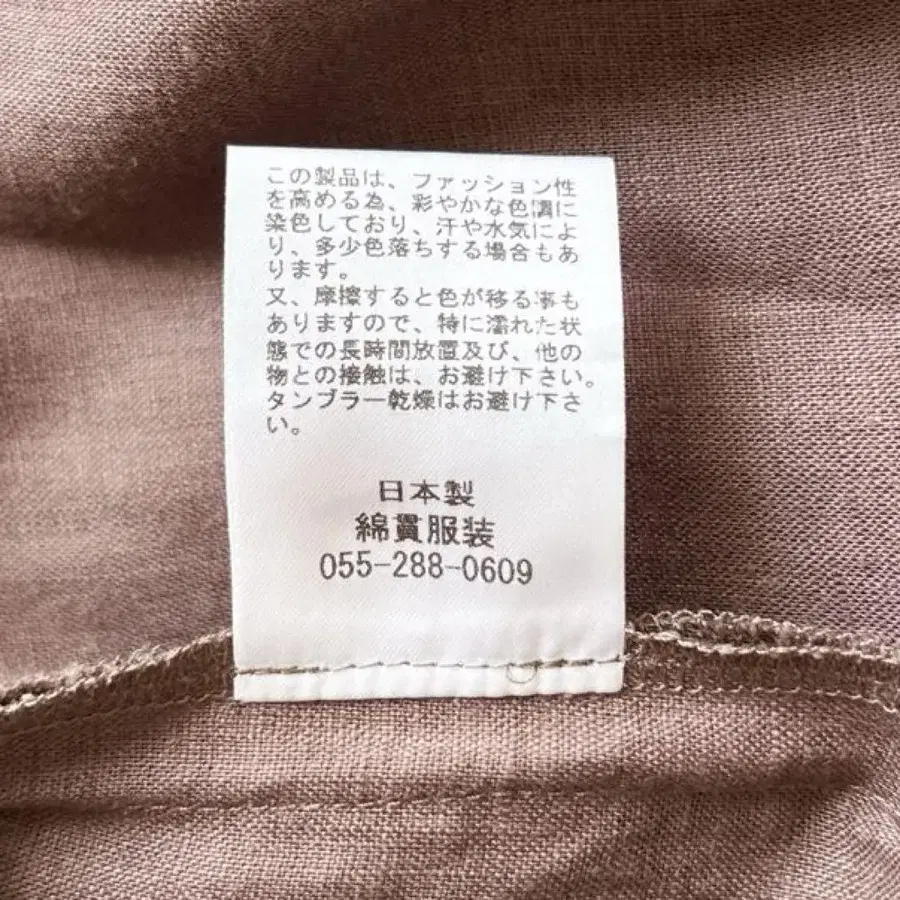 この製品は、ファッション性
を高める為、彩やかな色調に
染色しており、汗や水気によ
り、多少色落ちする場合もあ
ります。
又、摩擦すると色が移る事も
ありますので、特に濡れた状
態での長時間放置及び、他の
物との接触は、お避け下さい。
タンブラー乾燥はお避け下さ
い。
日本製
綿貫服装
055-288-0609